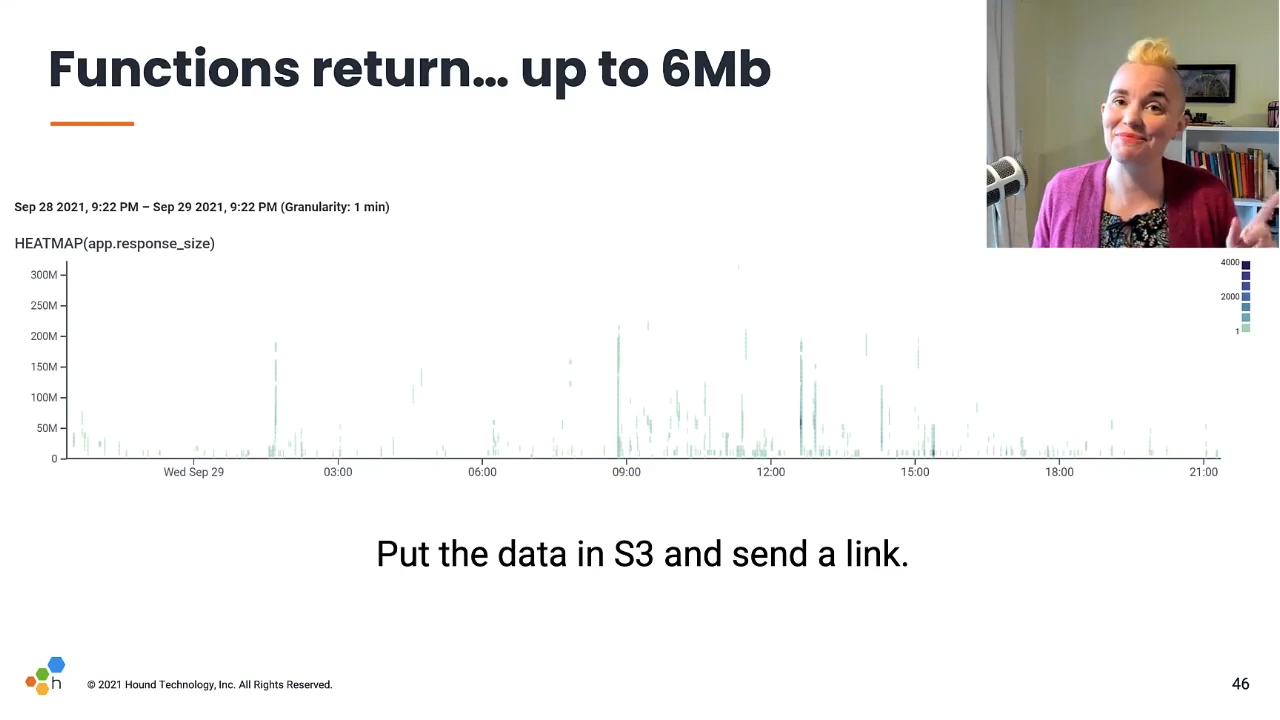 Functions return... up to 6Mb
Sep 28 2021, 9:22 PM – Sep 29 2021, 9:22 PM (Granularity: 1 min)
HEATMAP(app.response_size)
300M
250M
200M
150M
100M
50M
0
4000
2000
1
Wed Sep 29 03:00 06:00 09:00 12:00 15:00 18:00 21:00
Put the data in S3 and send a link.
h
© 2021 Hound Technology, Inc. All Rights Reserved.
46